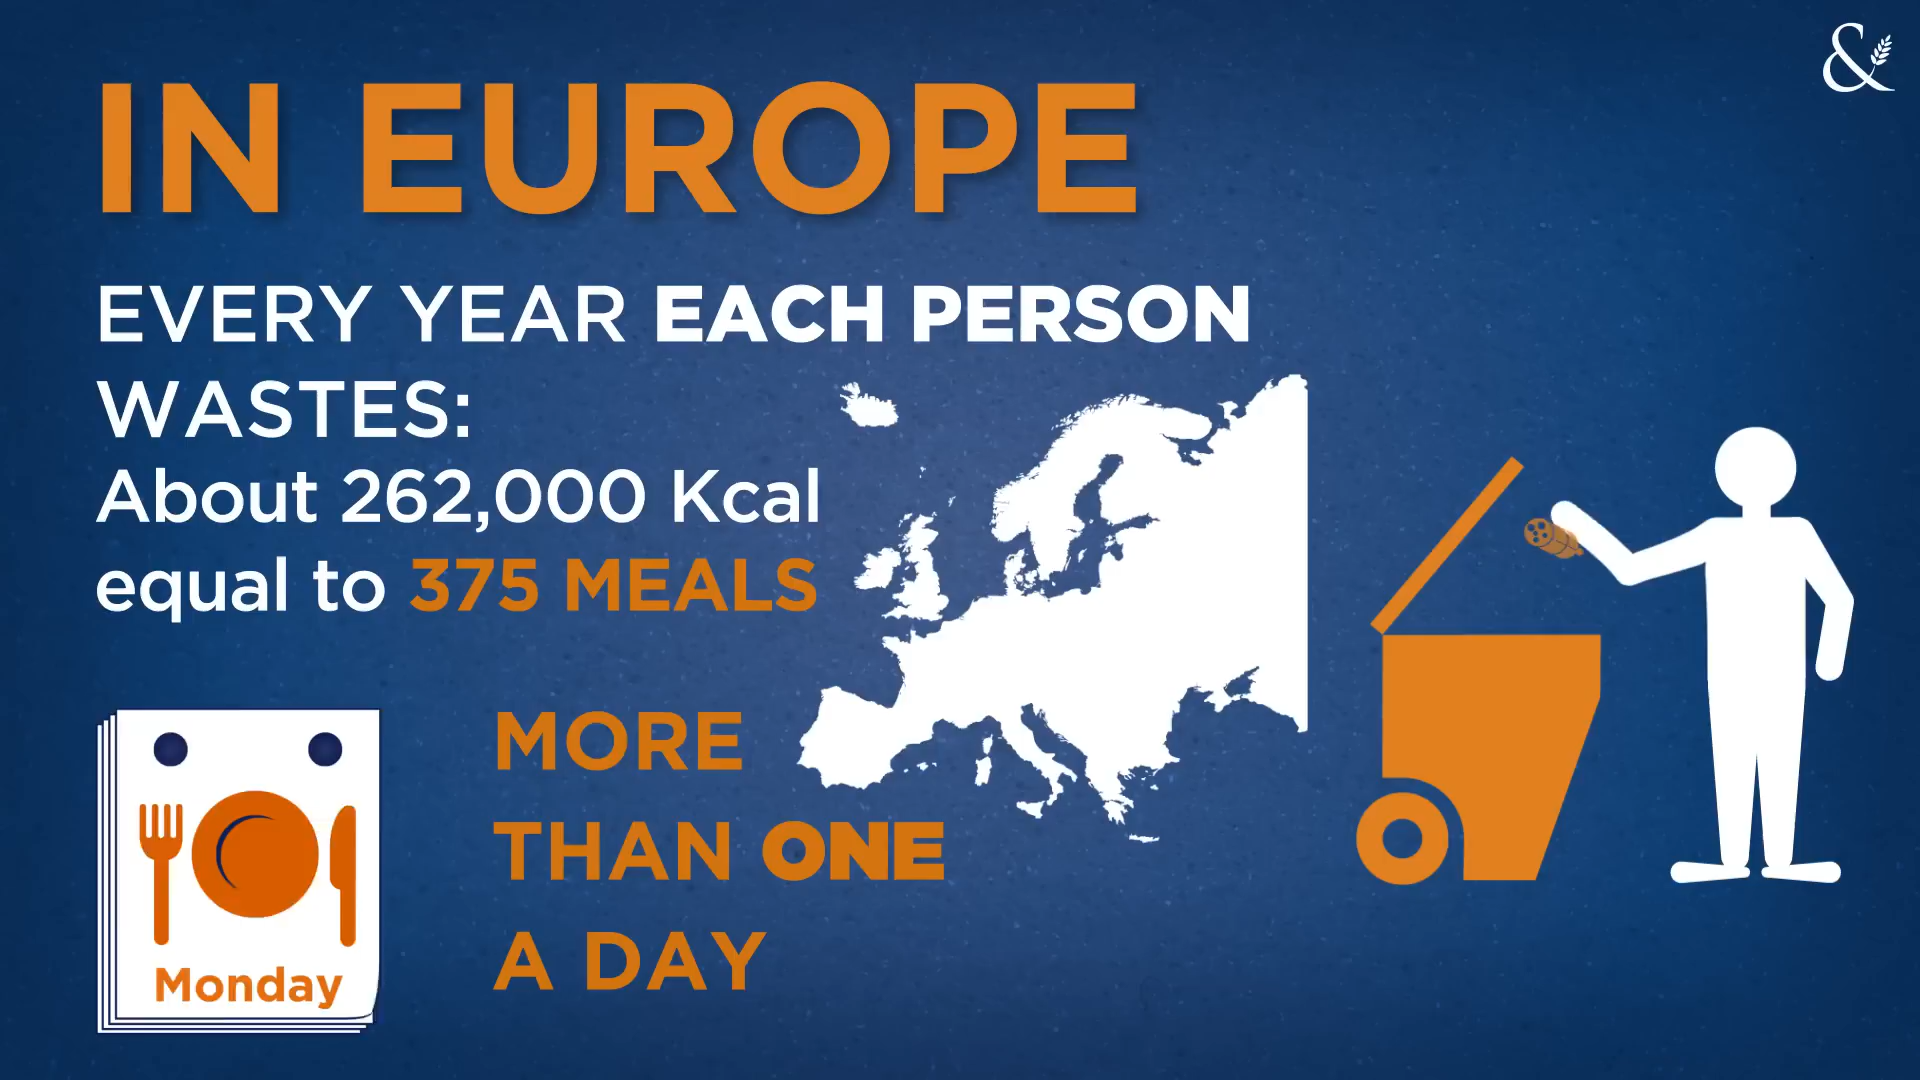 &
IN EUROPE
EVERY YEAR EACH PERSON
WASTES:
About 262,000 Kcal
equal to 375 MEALS
MORE
THAN ONE
A DAY
Monday